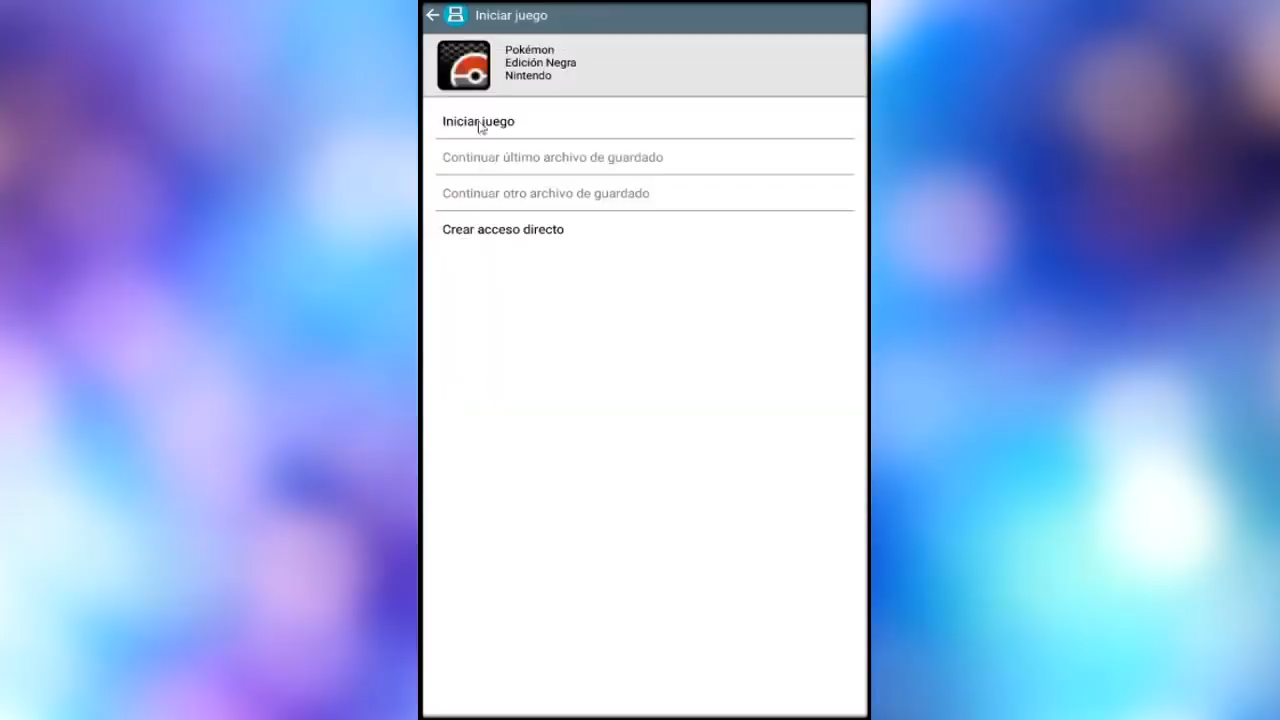 Iniciar juego
Pokémon
Edición Negra
Nintendo
Iniciar juego
Continuar último archivo de guardado
Continuar otro archivo de guardado
Crear acceso directo